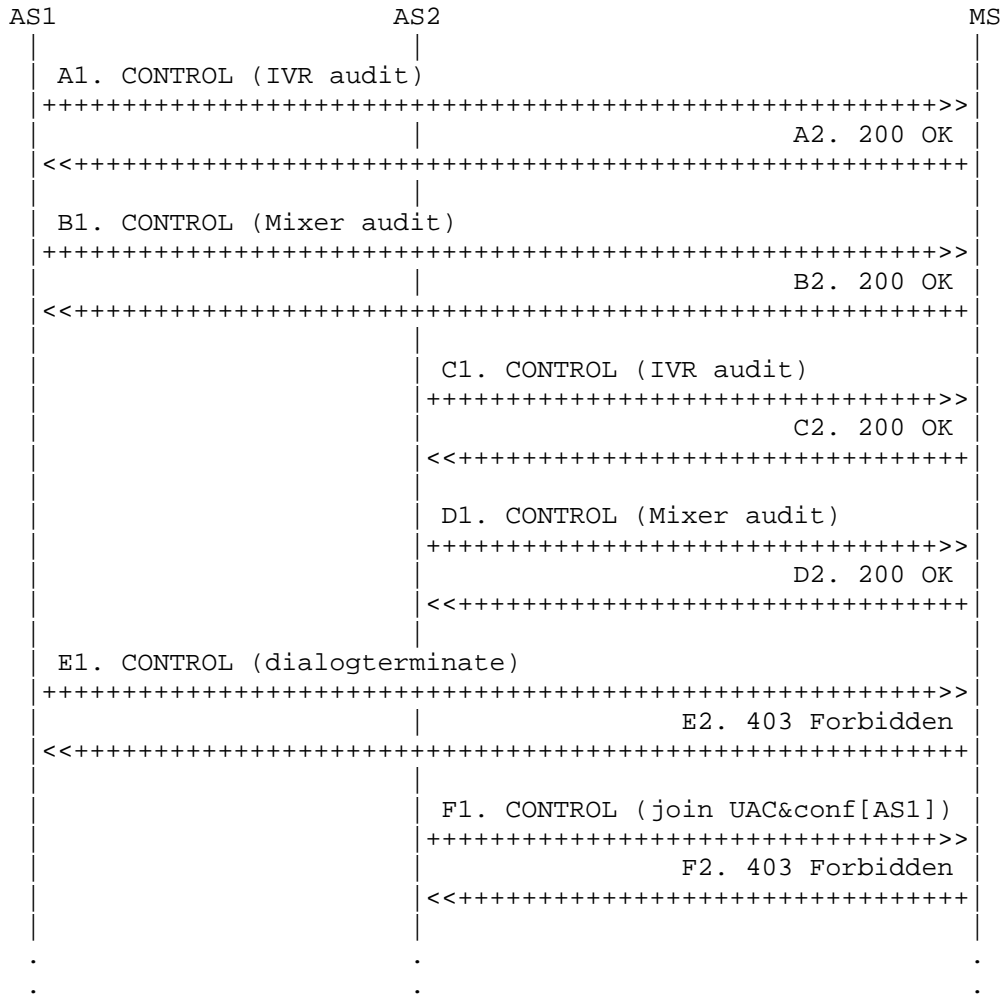 AS1 AS2 MS
A1. CONTROL (IVR audit)
++++++++++++++++++++++++++++++++++++++++++++++++++++++++>>
A2. 200 OK
<<++++++++++++++++++++++++++++++++++++++++++++++++++++++++
B1. CONTROL (Mixer audit)
++++++++++++++++++++++++++++++++++++++++++++++++++++++++>>
B2. 200 OK
<<++++++++++++++++++++++++++++++++++++++++++++++++++++++++
C1. CONTROL (IVR audit)
++++++++++++++++++++++++++++++++>>
C2. 200 OK
<<++++++++++++++++++++++++++++++++
D1. CONTROL (Mixer audit)
++++++++++++++++++++++++++++++++>>
D2. 200 OK
<<++++++++++++++++++++++++++++++++
E1. CONTROL (dialogterminate)
++++++++++++++++++++++++++++++++++++++++++++++++++++++++>>
E2. 403 Forbidden
<<++++++++++++++++++++++++++++++++++++++++++++++++++++++++
F1. CONTROL (join UAC&conf[AS1])
++++++++++++++++++++++++++++++++>>
F2. 403 Forbidden
<<++++++++++++++++++++++++++++++++
. . .
. . .